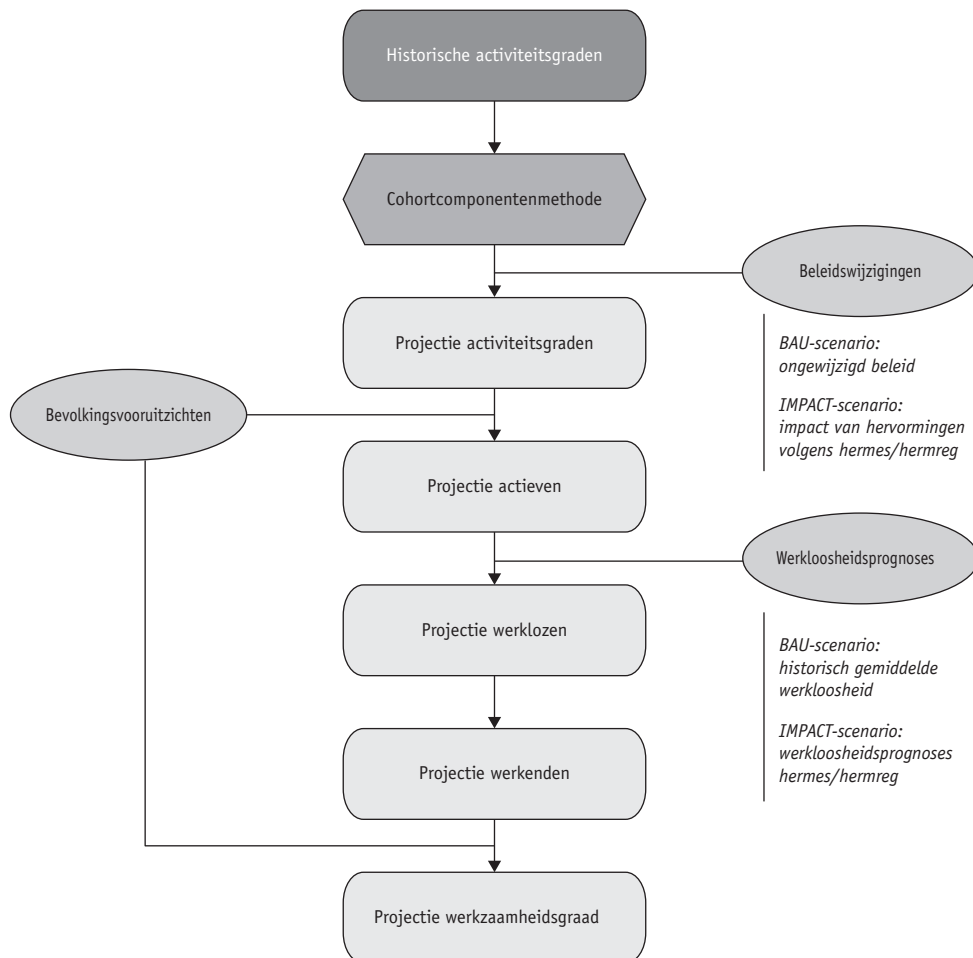 Historische activiteitsgraden
Cohortcomponentenmethode
Beleidswijzigingen
Projectie activiteitsgraden
BAU-scenario:
ongewijzigd beleid
IMPACT-scenario:
impact van hervormingen
volgens hermes/hermreg
Bevolkingsvooruitzichten
Projectie actieven
Werkloosheidsprognoses
Projectie werklozen
BAU-scenario:
historisch gemiddelde
werkloosheid
IMPACT-scenario:
werkloosheidsprognoses
hermes/hermreg
Projectie werkenden
Projectie werkzaamheidsgraad